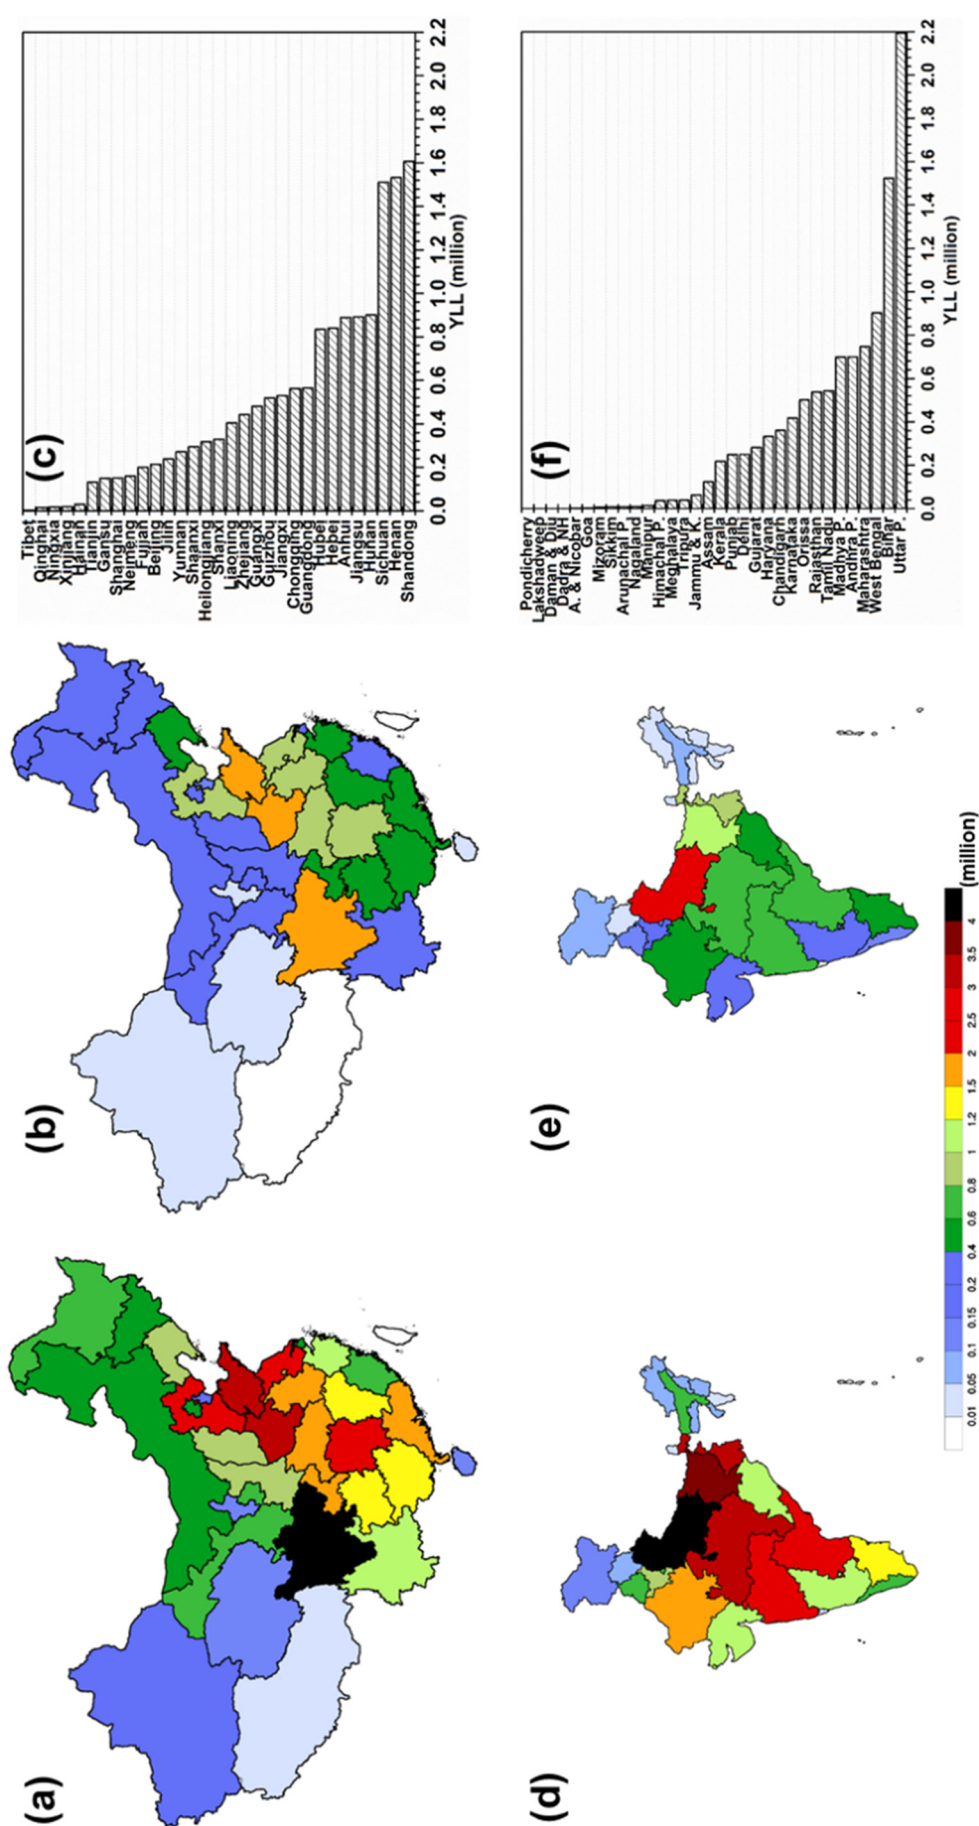 (a)
(b)
(c)
Tibet
Qinghai
Ningxia
Xinjiang
Hainan
Tianjin
Gansu
Shanghai
Nemeng
Fujian
Beijing
Jilin
Yunan
Shaanxi
Heilongjiang
Shanxi
Liaoning
Zhejiang
Guangxi
Guizhou
Jiangxi
Chongqing
Guangdong
Hubei
Hebei
Anhui
Jiangsu
Hunan
Sichuan
Henan
Shandong
0.0 0.2 0.4 0.6 0.8 1.0 1.2 1.4 1.6 1.8 2.0 2.2
YLL (million)
(d)
(e)
(f)
Pondicherry
Lakshadweep
Daman & Diu
Dadra & NH
A. & Nicobar
Goa
Mizoram
Sikkim
Arunachal P.
Nagaland
Manipur
Himachal P.
Meghalaya
Tripura
Jammu & K.
Assam
Kerala
Punjab
Delhi
Gujarat
Haryana
Chandigarh
Karnataka
Orissa
Rajasthan
Tamil Nadu
Madhya P.
Andhra P.
Maharashtra
West Bengal
Bihar
Uttar P.
0.0 0.2 0.4 0.6 0.8 1.0 1.2 1.4 1.6 1.8 2.0 2.2
YLL (million)
0.01 0.05 0.1 0.15 0.2 0.4 0.6 0.8 1 1.2 1.5 2 2.5 3 3.5 4 (million)